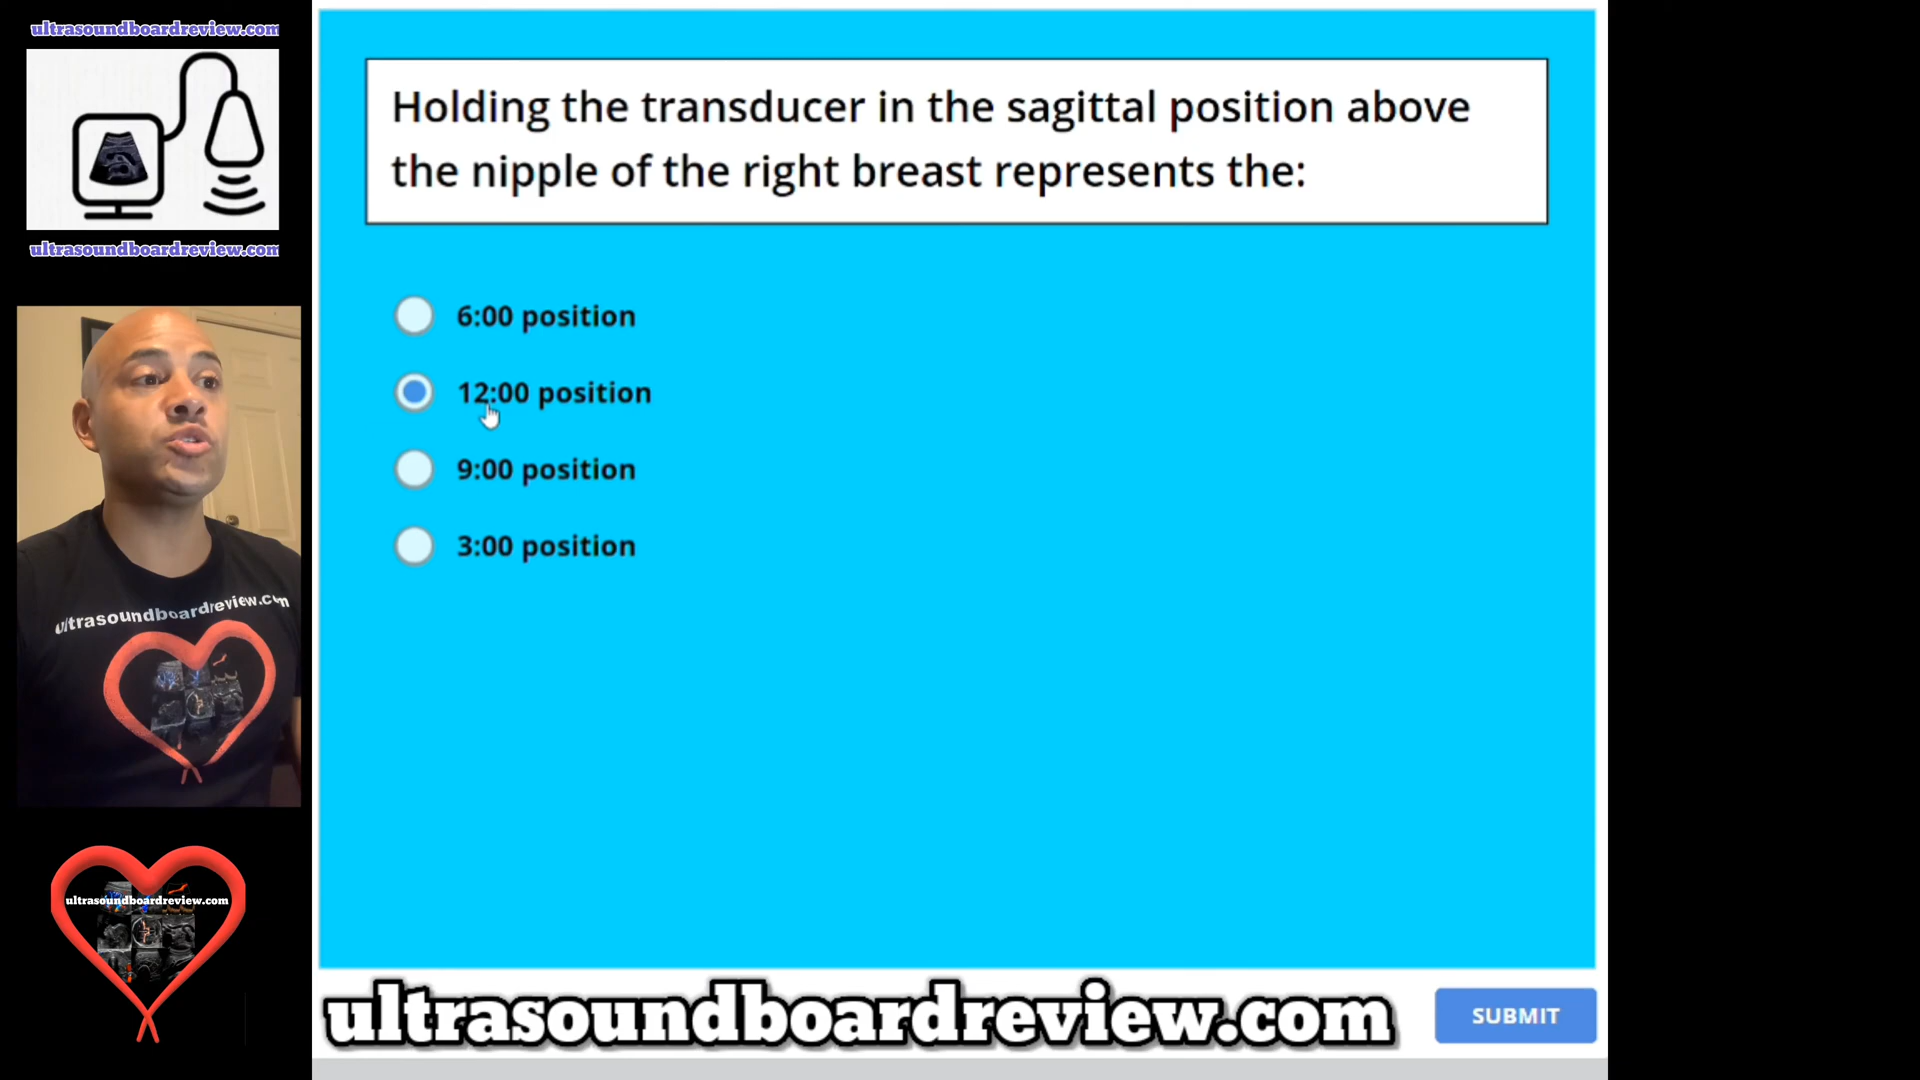 ultrasoundboardreview.com
ultrasoundboardreview.com
Holding the transducer in the sagittal position above
the nipple of the right breast represents the:
6:00 position
12:00 position
9:00 position
3:00 position
ultrasoundboardreview.com
ultrasoundboardreview.com
ultrasoundboardreview.com
SUBMIT